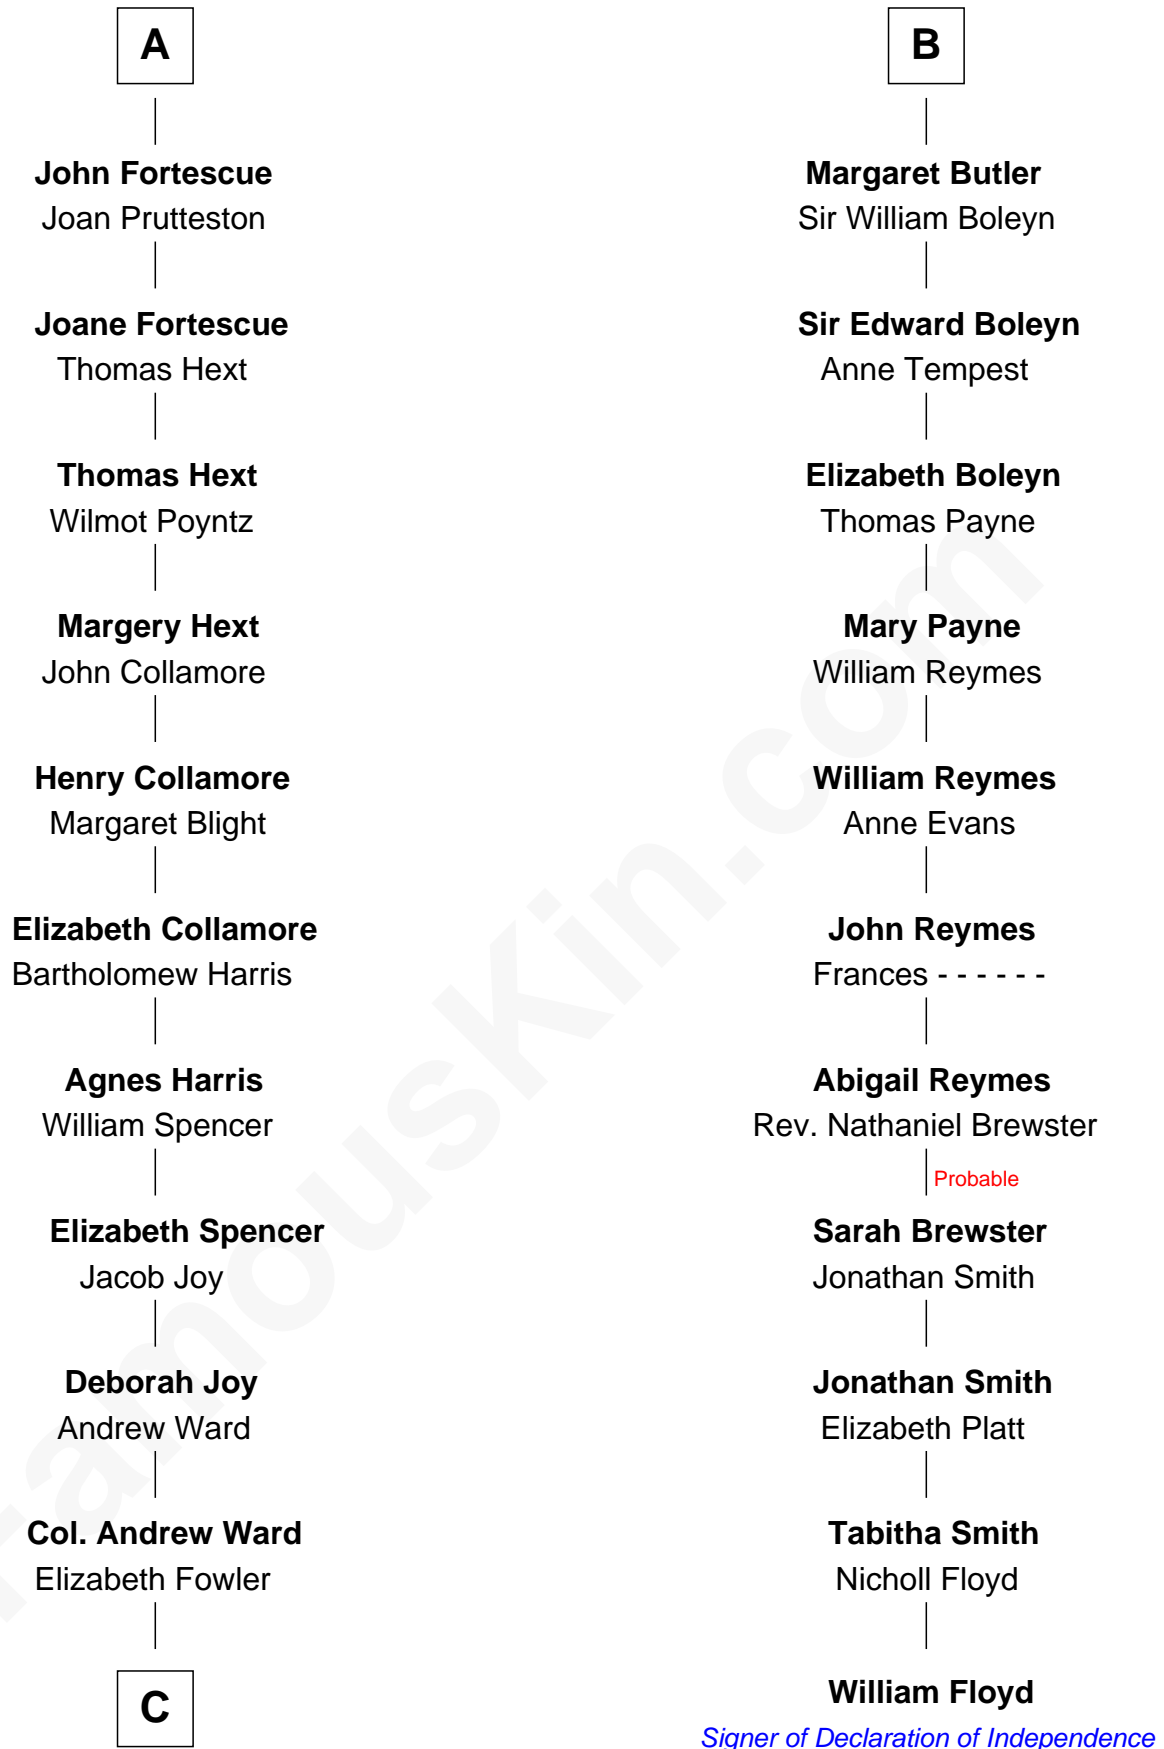 A
John Fortescue
Joan Prutteston
Joane Fortescue
Thomas Hext
Thomas Hext
Wilmot Poyntz
Margery Hext
John Collamore
Henry Collamore
Margaret Blight
Elizabeth Collamore
Bartholomew Harris
Agnes Harris
William Spencer
Elizabeth Spencer
Jacob Joy
Deborah Joy
Andrew Ward
Col. Andrew Ward
Elizabeth Fowler
C
B
Margaret Butler
Sir William Boleyn
Sir Edward Boleyn
Anne Tempest
Elizabeth Boleyn
Thomas Payne
Mary Payne
William Reymes
William Reymes
Anne Evans
John Reymes
Frances - - - - - -
Abigail Reymes
Rev. Nathaniel Brewster
Probable
Sarah Brewster
Jonathan Smith
Jonathan Smith
Elizabeth Platt
Tabitha Smith
Nicholl Floyd
William Floyd
Signer of Declaration of Independence
FamousKin.com